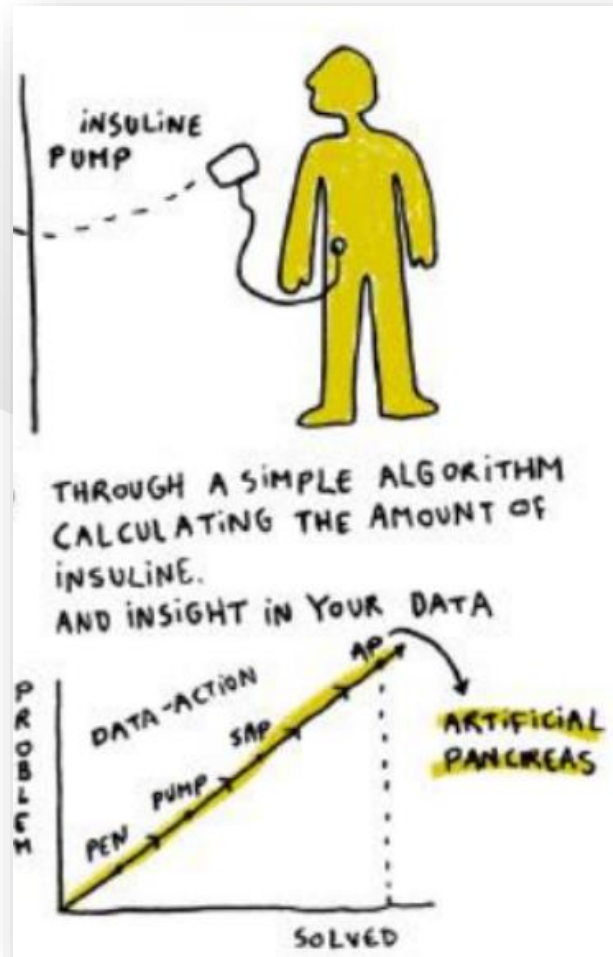 iNSULiNE
PUMP
THROUGH A SiMPLE ALGORITHM
CALCULATiNG THE AMOUNT OF
iNSULiNE.
AND iNSiGHT iN YOUR DATA
PROBLEM
DATA-ACTION
PEN
PUMP
SAP
AP
ARTiFiCiAL
PANCREAS
SOLVED